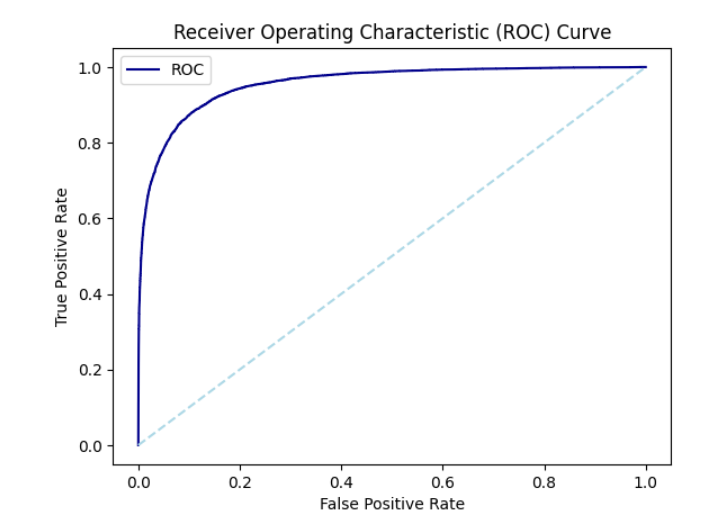 Receiver Operating Characteristic (ROC) Curve
ROC
1.0
0.8
0.6
0.4
0.2
0.0
True Positive Rate
0.0 0.2 0.4 0.6 0.8 1.0
False Positive Rate